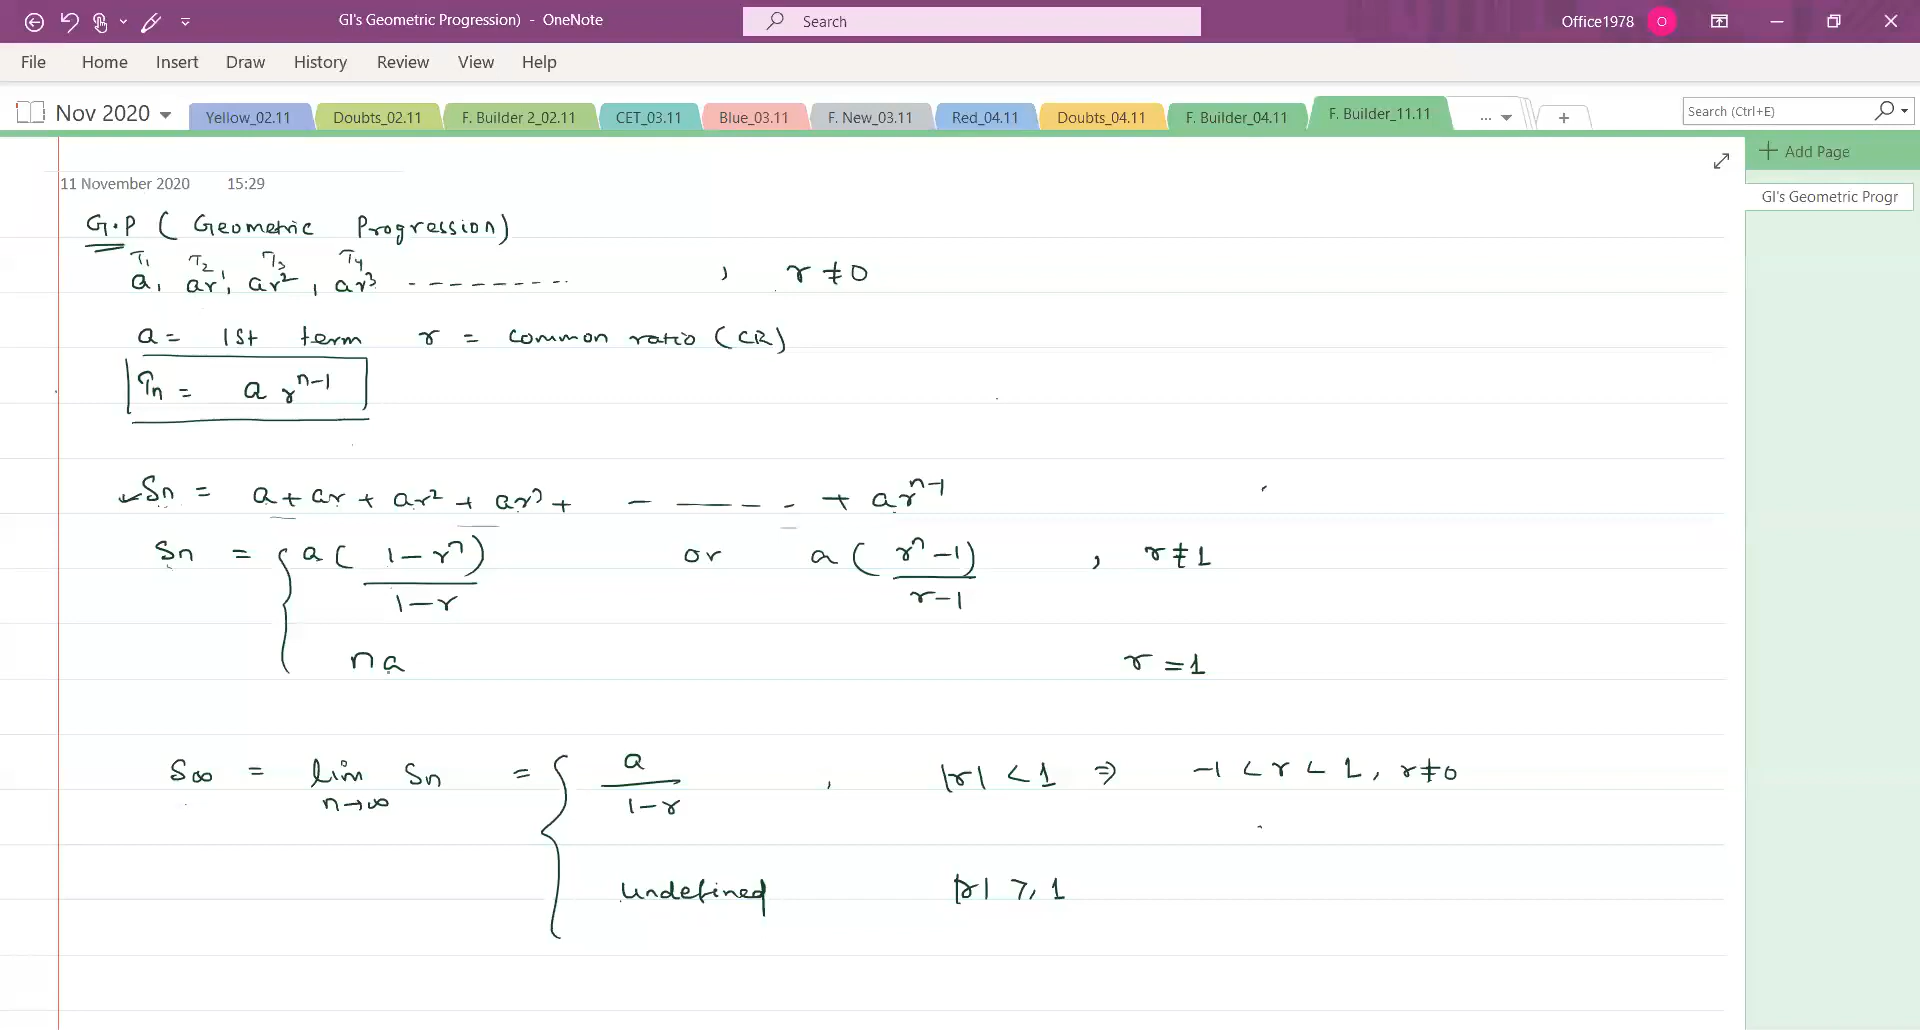 GI's Geometric Progression) - OneNote
Search
Office1978 O
File Home Insert Draw History Review View Help
Nov 2020 Yellow_02.11 Doubts_02.11 F. Builder 2_02.11 CET_03.11 Blue_03.11 F. New_03.11 Red_04.11 Doubts_04.11 F. Builder_04.11 F. Builder_11.11 ... + Search (Ctrl+E)
+ Add Page
GI's Geometric Progr
11 November 2020 15:29
G.P ( Geometric Progression)
T₁ T₂ T₃ T₄
a, ar¹, ar², ar³ ---------- , r ≠ 0
a = 1st term r = common ratio (CR)
Tn = a rⁿ⁻¹
✓Sn = a + ar + ar² + ar³ + - ---- - + arⁿ⁻¹
Sn = { a ( 1 - rⁿ) / 1 - r or a ( rⁿ - 1) / r - 1 , r ≠ 1
na r = 1
S∞ = lim n→∞ Sn = { a / 1 - r , |r| < 1 ⇒ -1 < r < 1, r ≠ 0
undefined |r| ⩾ 1